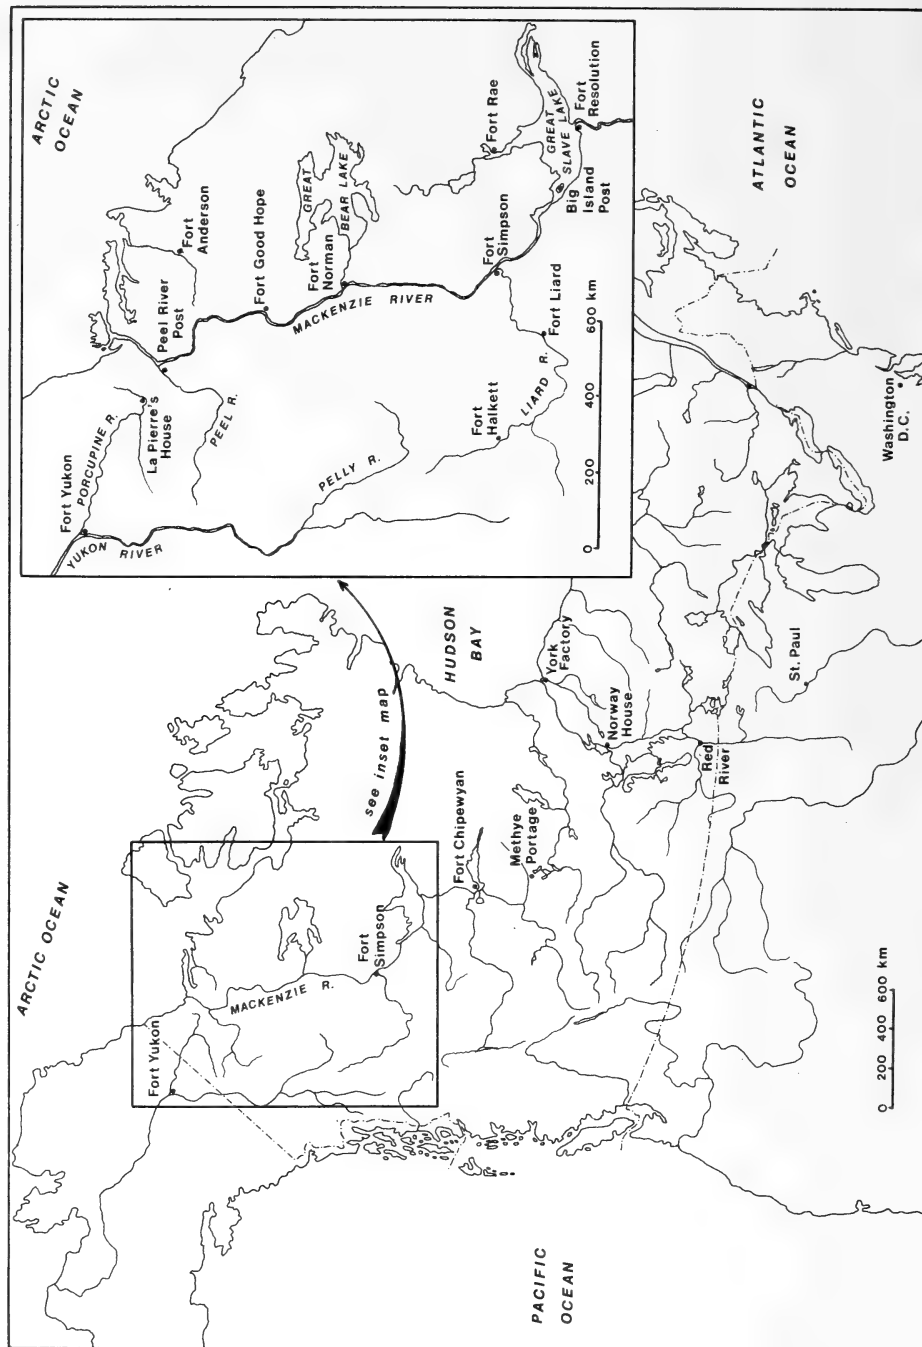 ARCTIC
OCEAN
Fort Yukon
YUKON RIVER
PORCUPINE R.
La Pierre's
House
PEEL R.
Peel River
Post
Fort
Anderson
Fort Good Hope
GREAT
BEAR LAKE
Fort
Norman
MACKENZIE RIVER
PELLY R.
Fort
Halkett
LIARD R.
Fort Liard
Fort
Simpson
Fort Rae
GREAT
SLAVE LAKE
Big
Island
Post
Fort
Resolution
0 200 400 600 km
ARCTIC OCEAN
Fort Yukon
MACKENZIE R.
Fort
Simpson
see inset map
HUDSON
BAY
Fort Chipewyan
Methye
Portage
York
Factory
Norway
House
Red
River
St. Paul
Washington
D.C.
ATLANTIC
OCEAN
PACIFIC
OCEAN
0 200 400 600 km